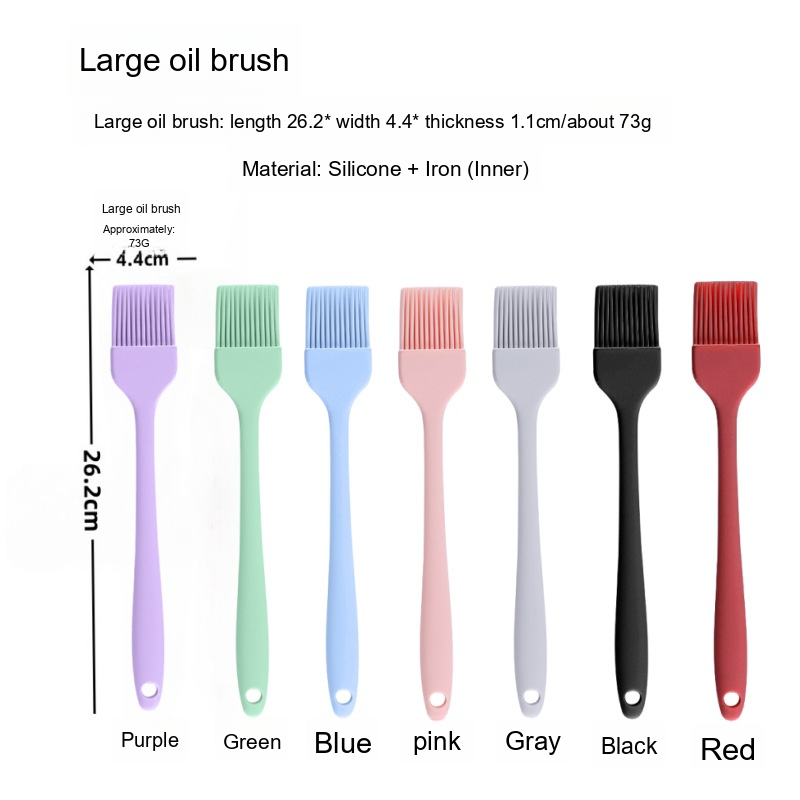 Large oil brush
Large oil brush: length 26.2* width 4.4* thickness 1.1cm/about 73g
Material: Silicone + Iron (Inner)
Large oil brush
Approximately:
73G
4.4cm
26.2cm
Purple
Green
Blue
pink
Gray
Black
Red